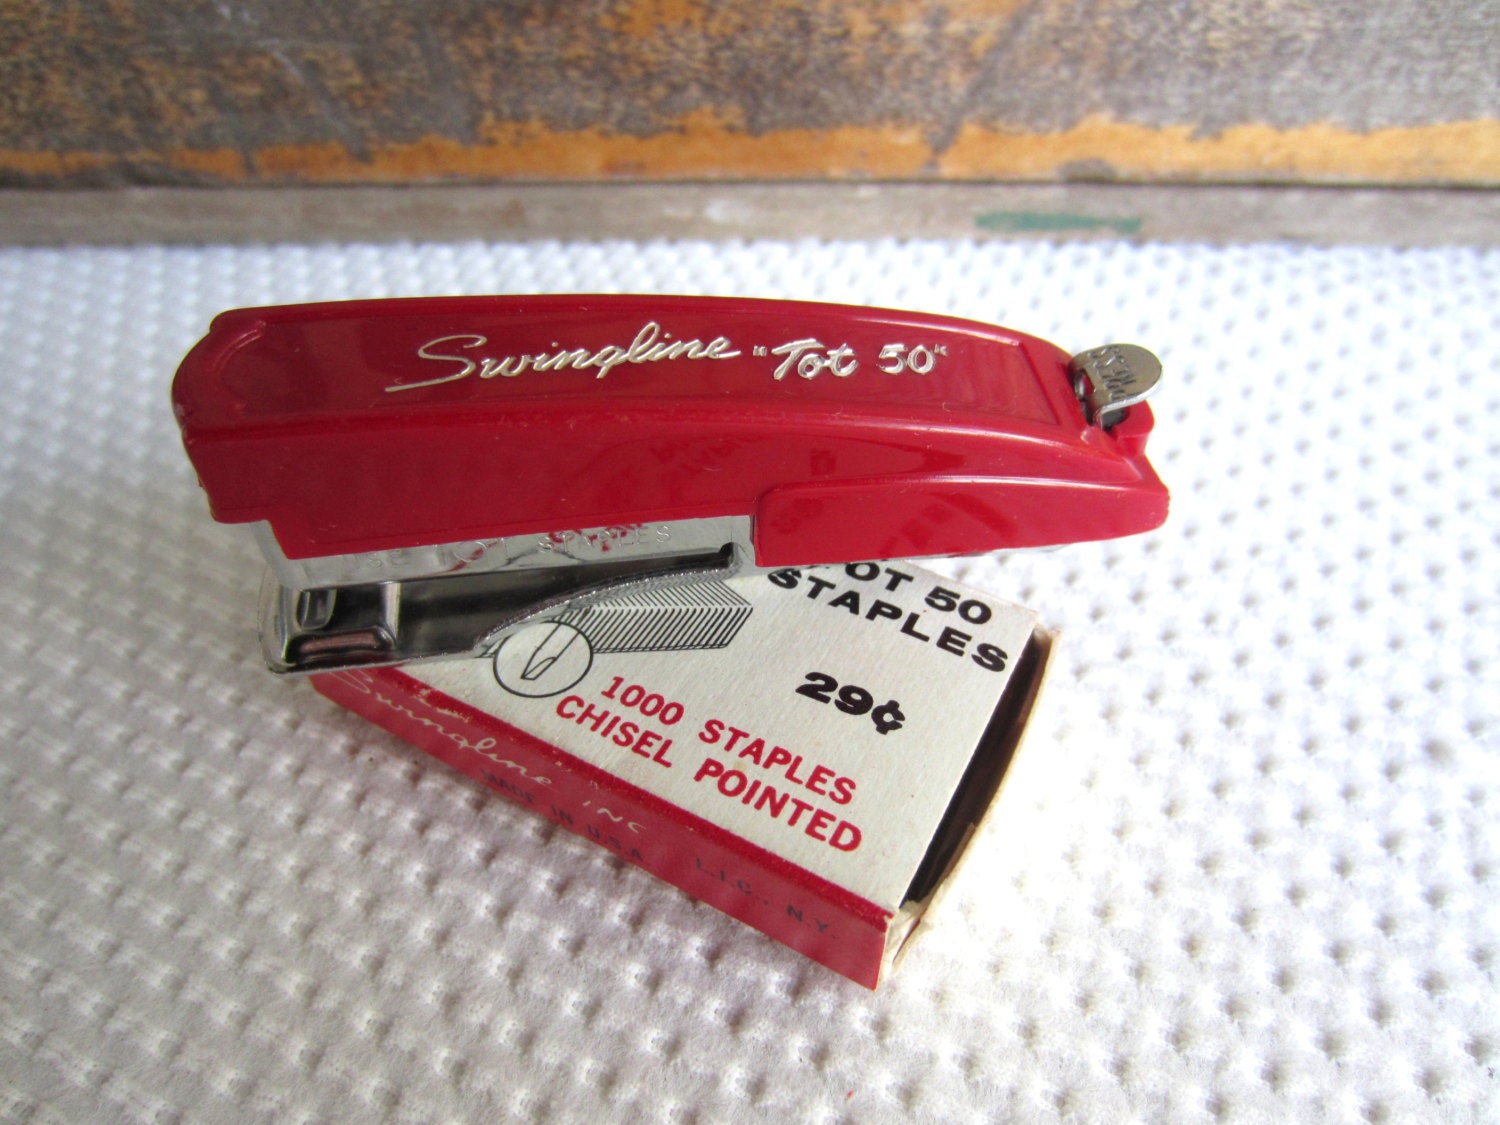 Swingline "Tot 50"
STAPLES
OT 50
STAPLES
29¢
1000 STAPLES
CHISEL POINTED
Swingline INC
MADE IN U.S.A.
L.I.C., N.Y.